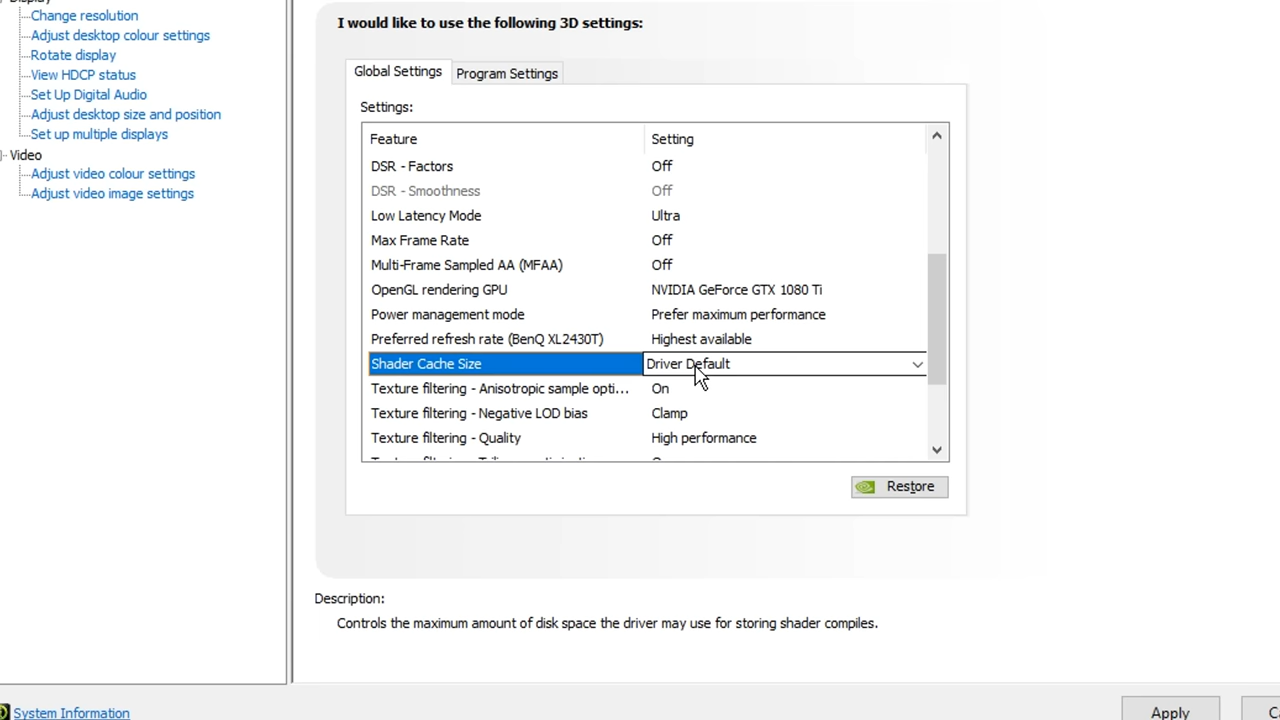 Change resolution
Adjust desktop colour settings
Rotate display
View HDCP status
Set Up Digital Audio
Adjust desktop size and position
Set up multiple displays
Video
Adjust video colour settings
Adjust video image settings
I would like to use the following 3D settings:
Global Settings Program Settings
Settings:
Feature Setting
DSR - Factors Off
DSR - Smoothness Off
Low Latency Mode Ultra
Max Frame Rate Off
Multi-Frame Sampled AA (MFAA) Off
OpenGL rendering GPU NVIDIA GeForce GTX 1080 Ti
Power management mode Prefer maximum performance
Preferred refresh rate (BenQ XL2430T) Highest available
Shader Cache Size Driver Default
Texture filtering - Anisotropic sample opti... On
Texture filtering - Negative LOD bias Clamp
Texture filtering - Quality High performance
Restore
Description:
Controls the maximum amount of disk space the driver may use for storing shader compiles.
System Information
Apply